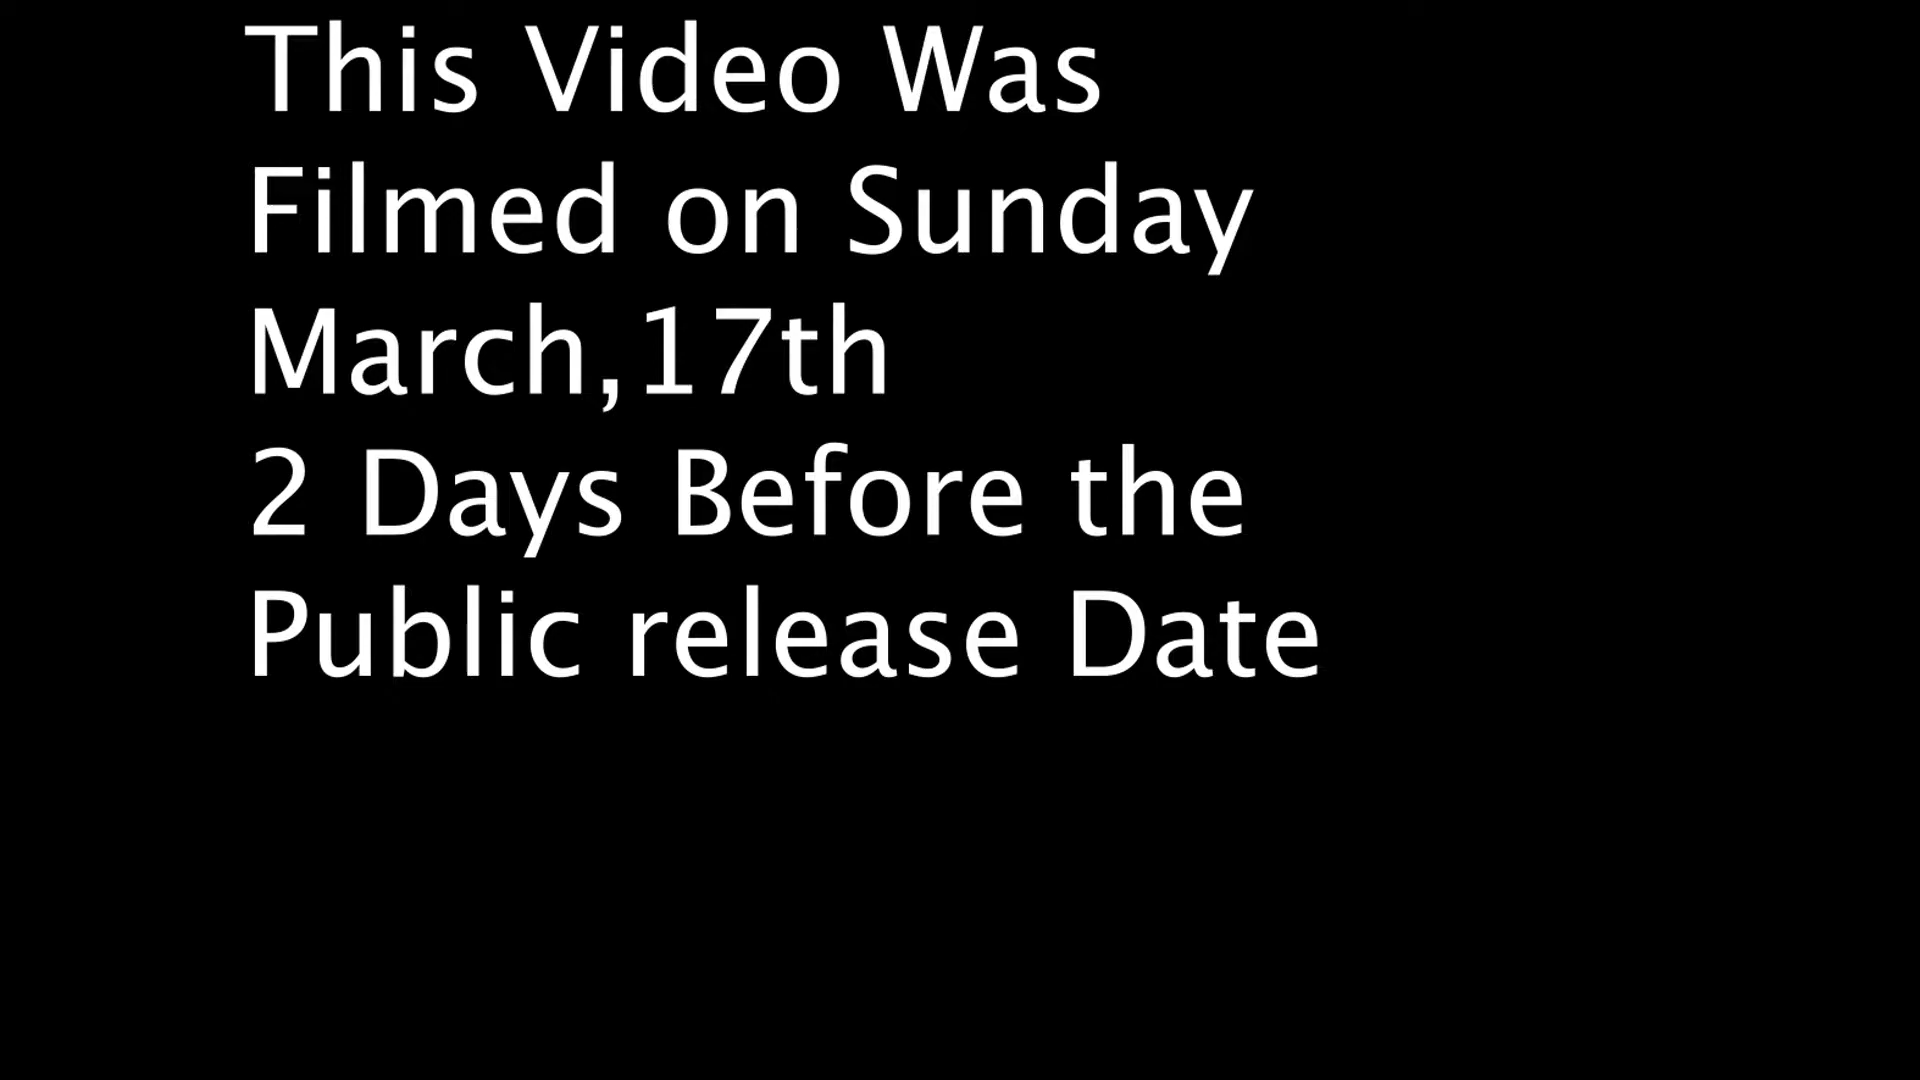 This Video Was
Filmed on Sunday
March,17th
2 Days Before the
Public release Date